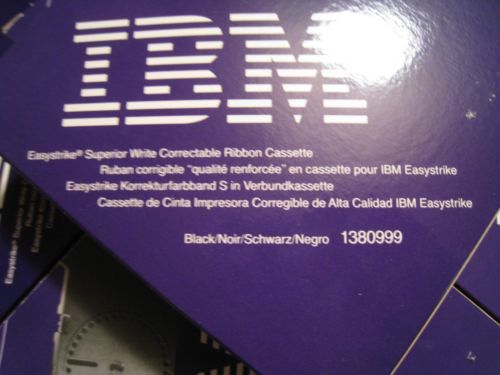 IBM
Easystrike® Superior Write Correctable Ribbon Cassette
Ruban corrigible "qualité renforcée" en cassette pour IBM Easystrike
Easystrike Korrekturfarbband S in Verbundkassette
Cassette de Cinta Impresora Corregible de Alta Calidad IBM Easystrike
Black/Noir/Schwarz/Negro 1380999